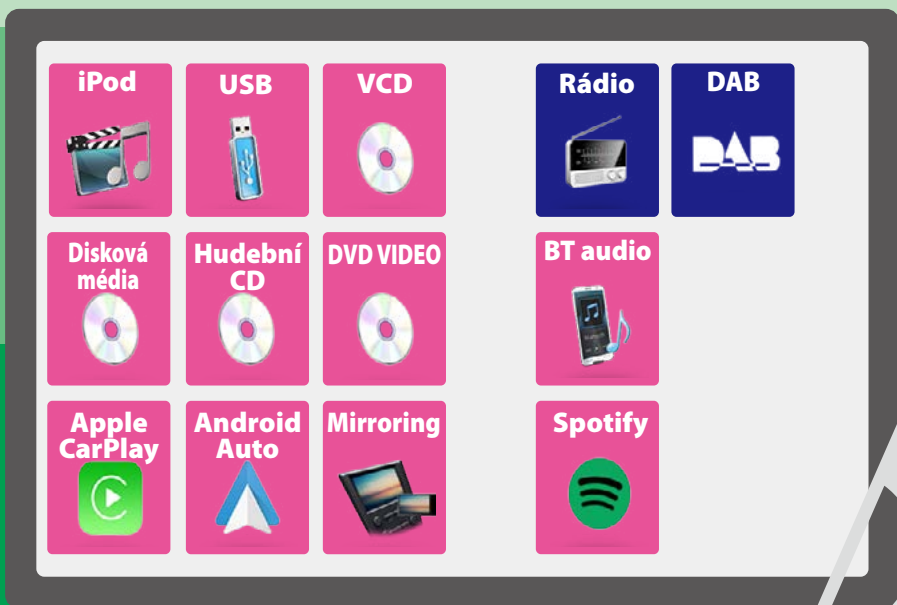 iPod
USB
VCD
Rádio
DAB
DAB
Disková
média
Hudební
CD
DVD VIDEO
BT audio
Apple
CarPlay
Android
Auto
Mirroring
Spotify